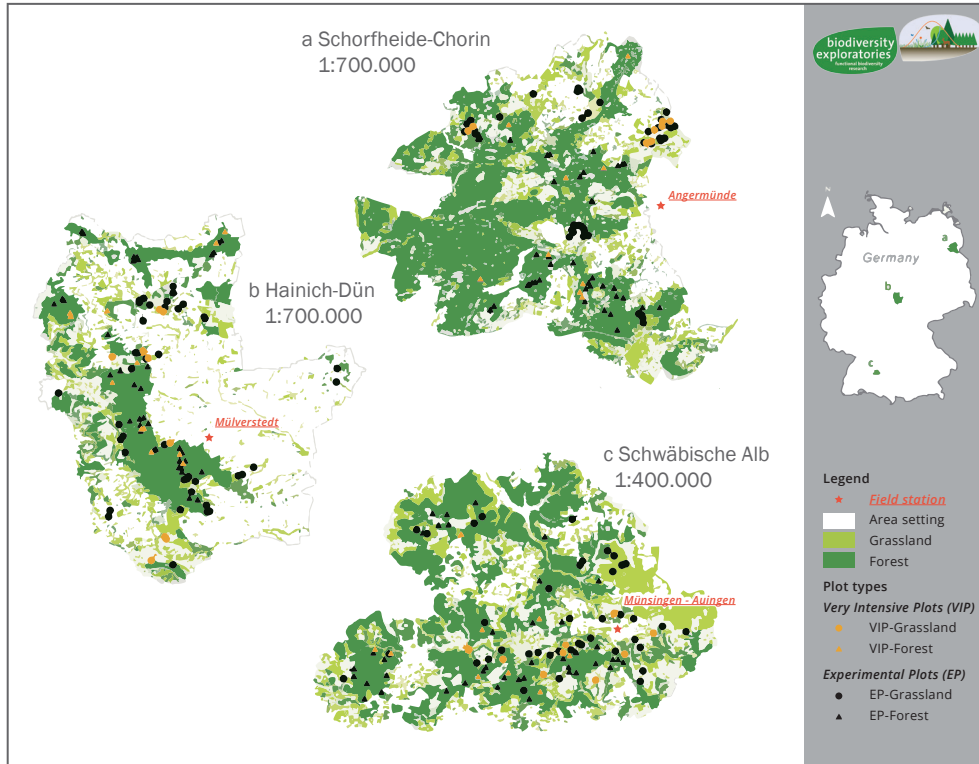 a Schorfheide-Chorin
1:700.000
Angermünde
b Hainich-Dün
1:700.000
Mülverstedt
c Schwäbische Alb
1:400.000
Münsingen - Auingen
biodiversity
exploratories
functional biodiversity
research
N
Germany
a
b
c
Legend
Field station
Area setting
Grassland
Forest
Plot types
Very Intensive Plots (VIP)
VIP-Grassland
VIP-Forest
Experimental Plots (EP)
EP-Grassland
EP-Forest